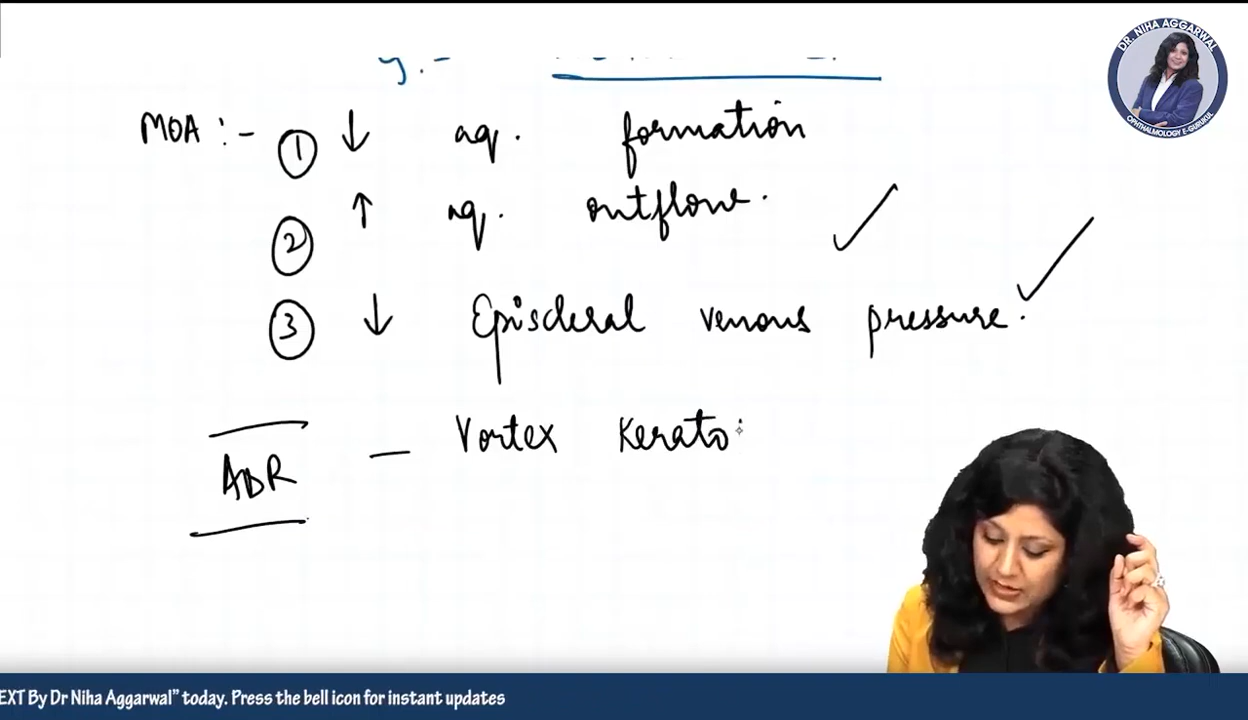 DR. NIHA AGGARWAL
OPHTHALMOLOGY E-GURUKUL
MOA :- ① ↓ aq. formation
② ↑ aq. outflow.
③ ↓ Episcleral venous pressure.
ADR — Vortex Kerato
EXT By Dr Niha Aggarwal" today. Press the bell icon for instant updates